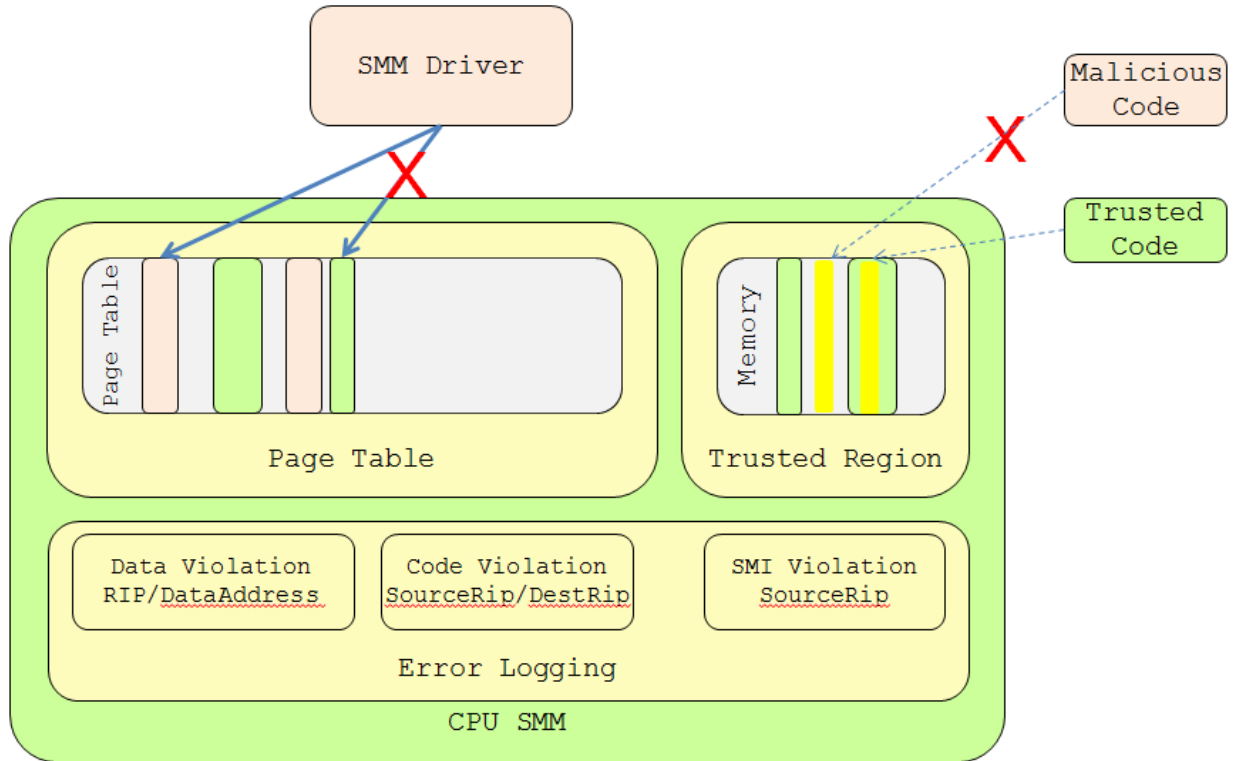 SMM Driver
Malicious
Code
Trusted
Code
Page Table
Memory
Page Table
Trusted Region
Data Violation
RIP/DataAddress
Code Violation
SourceRip/DestRip
SMI Violation
SourceRip
Error Logging
CPU SMM